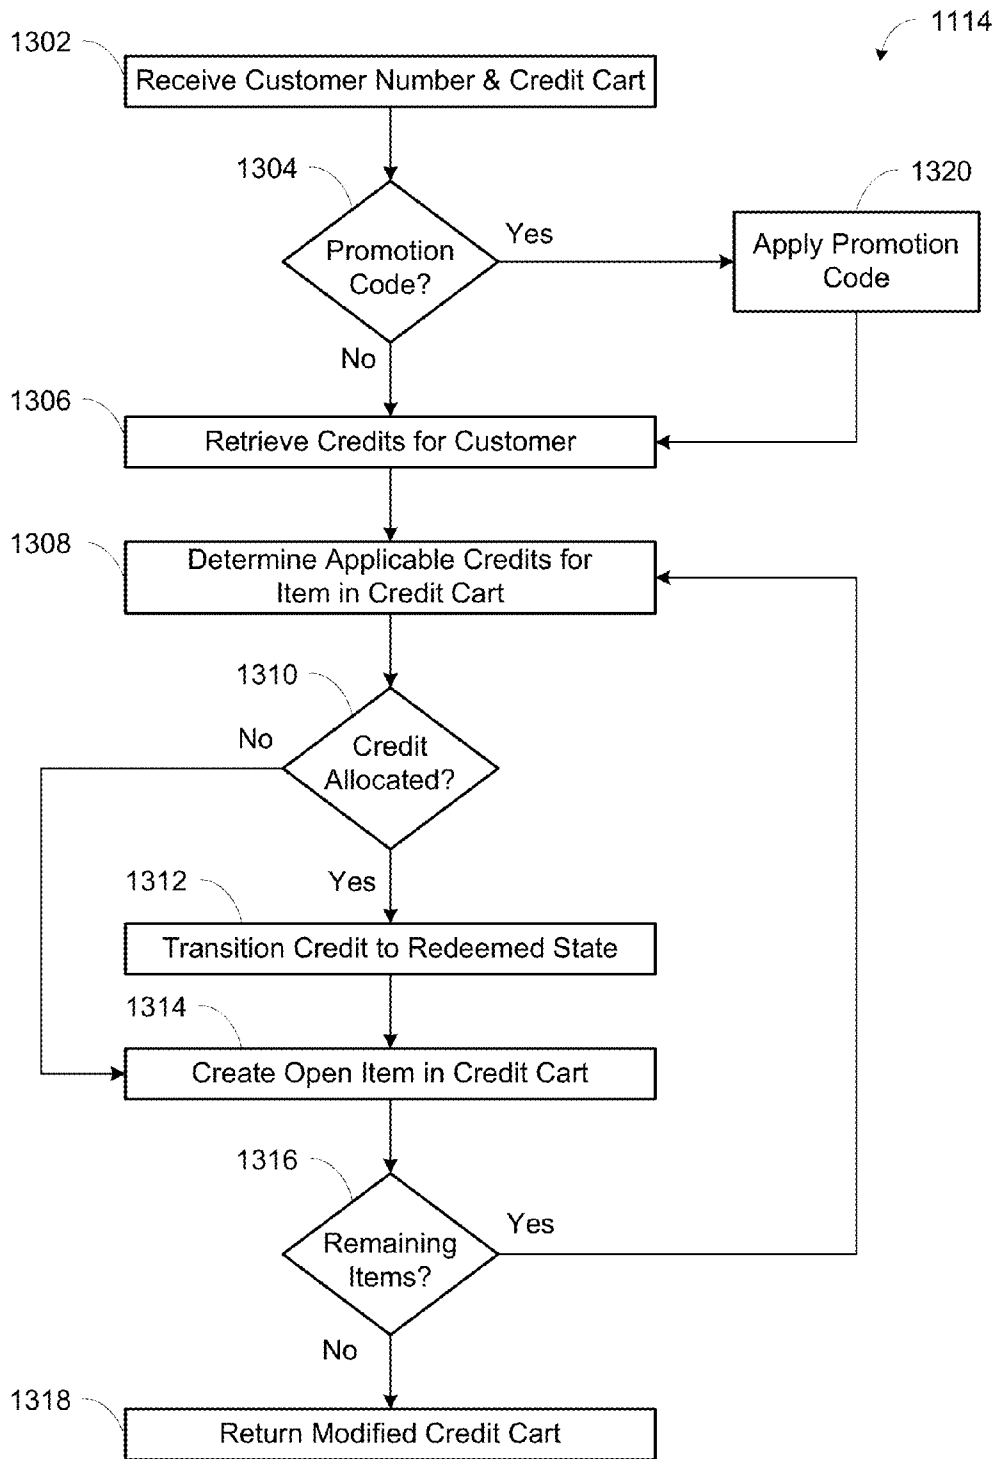 1114
1302
Receive Customer Number & Credit Cart
1304
Promotion
Code?
Yes
1320
Apply Promotion
Code
No
1306
Retrieve Credits for Customer
1308
Determine Applicable Credits for
Item in Credit Cart
1310
No
Credit
Allocated?
Yes
1312
Transition Credit to Redeemed State
1314
Create Open Item in Credit Cart
1316
Remaining
Items?
Yes
No
1318
Return Modified Credit Cart